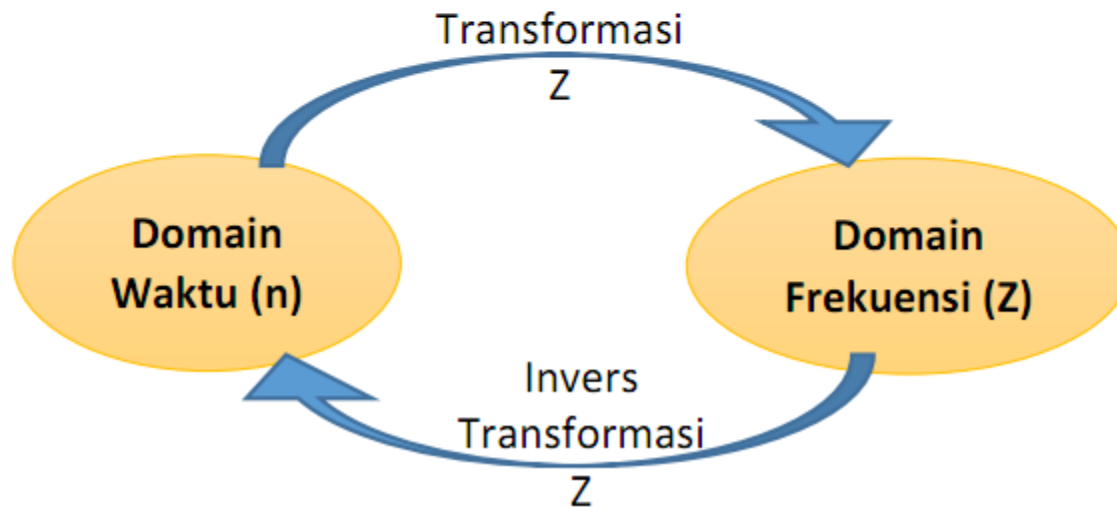 Transformasi
Z
Domain
Waktu (n)
Domain
Frekuensi (Z)
Invers
Transformasi
Z